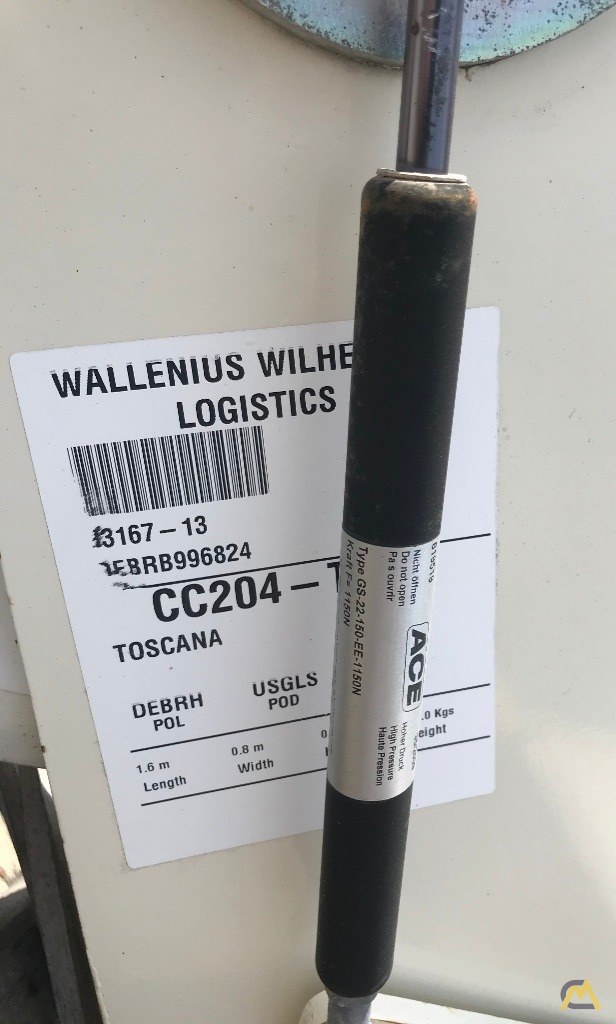 WALLENIUS WILHE
LOGISTICS
3167-13
BRB996824
CC204-
TOSCANA
DEBRH
POL
USGLS
POD
1.6 m
Length
0.8 m
Width
0
.0 Kgs
eight
Nicht öffnen
Do not open
Pas ouvrir
Type GS-22-150-EE-1150N
Kraft F= 1150N
ACE
Hoher Druck
High Pressure
Haute Pression